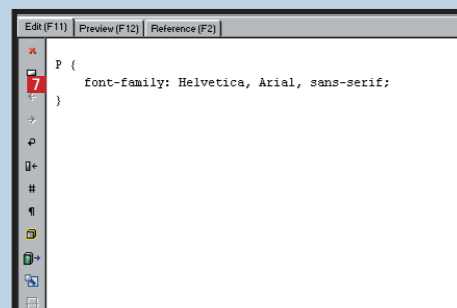 Edit (F11) Preview (F12) Reference (F2)
P {
7
font-family: Helvetica, Arial, sans-serif;
}
#
¶